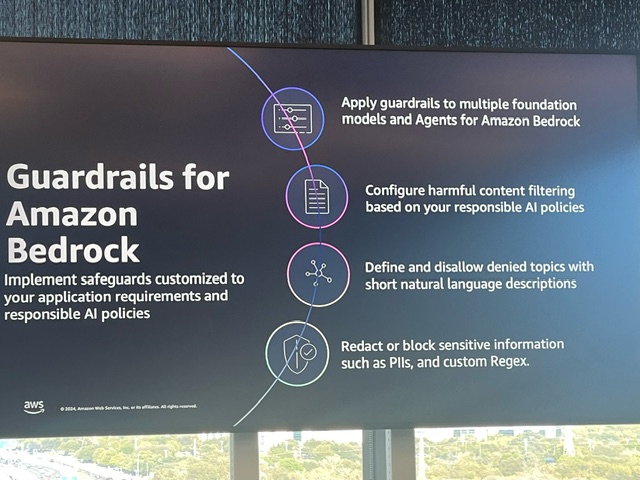 Guardrails for
Amazon
Bedrock
Implement safeguards customized to
your application requirements and
responsible AI policies
Apply guardrails to multiple foundation
models and Agents for Amazon Bedrock
Configure harmful content filtering
based on your responsible AI policies
Define and disallow denied topics with
short natural language descriptions
Redact or block sensitive information
such as PIIs, and custom Regex.
aws
© 2024, Amazon Web Services, Inc. or its affiliates. All rights reserved.